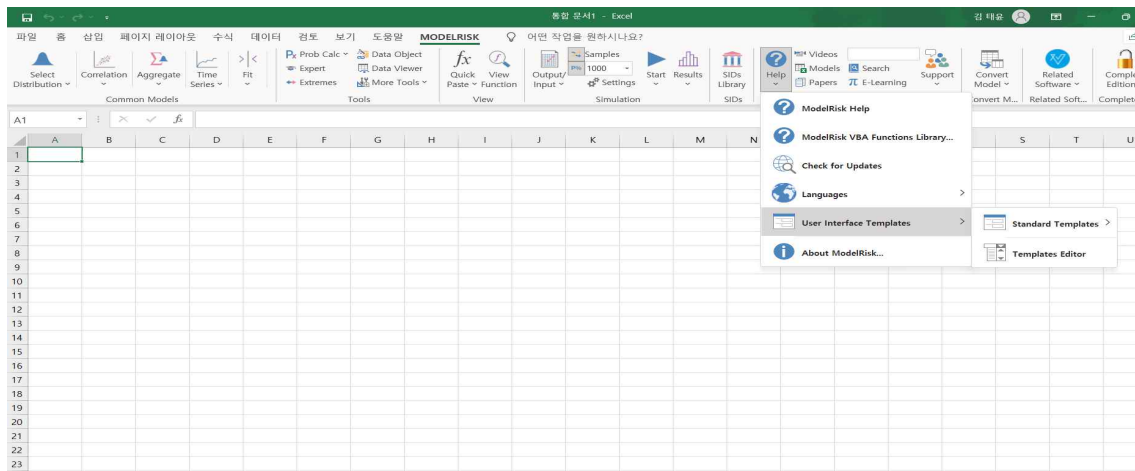 통합 문서1 - Excel
김 태윤
파일 홈 삽입 페이지 레이아웃 수식 데이터 검토 보기 도움말 MODELRISK 어떤 작업을 원하시나요?
Select Distribution
Correlation
Aggregate
Time Series
Fit
Common Models
Prob Calc
Expert
Extremes
Data Object
Data Viewer
More Tools
Tools
Quick Paste
View Function
View
Output/ Input
Samples
1000
Settings
Start
Results
Simulation
SIDs Library
SIDs
Help
Videos
Models
Papers
Search
E-Learning
Support
Convert Model
Convert M...
Related Software
Related Soft...
ModelRisk Help
ModelRisk VBA Functions Library...
Check for Updates
Languages
User Interface Templates
About ModelRisk...
Standard Templates
Templates Editor
A1
fx
A B C D E F G H I J K L M N S T U
1
2
3
4
5
6
7
8
9
10
11
12
13
14
15
16
17
18
19
20
21
22
23